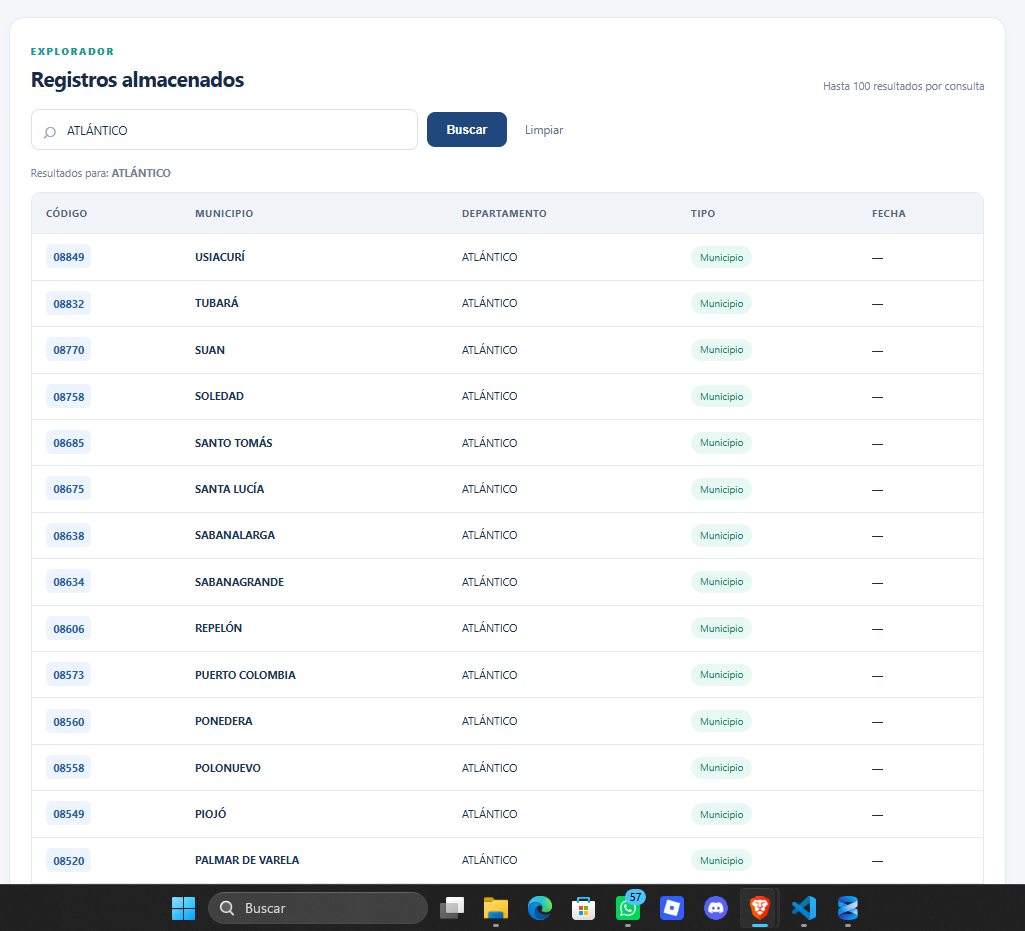 EXPLORADOR
Registros almacenados
Hasta 100 resultados por consulta
ATLÁNTICO
Buscar
Limpiar
Resultados para: ATLÁNTICO
CÓDIGO MUNICIPIO DEPARTAMENTO TIPO FECHA
08849 USIACURÍ ATLÁNTICO Municipio —
08832 TUBARÁ ATLÁNTICO Municipio —
08770 SUAN ATLÁNTICO Municipio —
08758 SOLEDAD ATLÁNTICO Municipio —
08685 SANTO TOMÁS ATLÁNTICO Municipio —
08675 SANTA LUCÍA ATLÁNTICO Municipio —
08638 SABANALARGA ATLÁNTICO Municipio —
08634 SABANAGRANDE ATLÁNTICO Municipio —
08606 REPELÓN ATLÁNTICO Municipio —
08573 PUERTO COLOMBIA ATLÁNTICO Municipio —
08560 PONEDERA ATLÁNTICO Municipio —
08558 POLONUEVO ATLÁNTICO Municipio —
08549 PIOJÓ ATLÁNTICO Municipio —
08520 PALMAR DE VARELA ATLÁNTICO Municipio —
Buscar
57